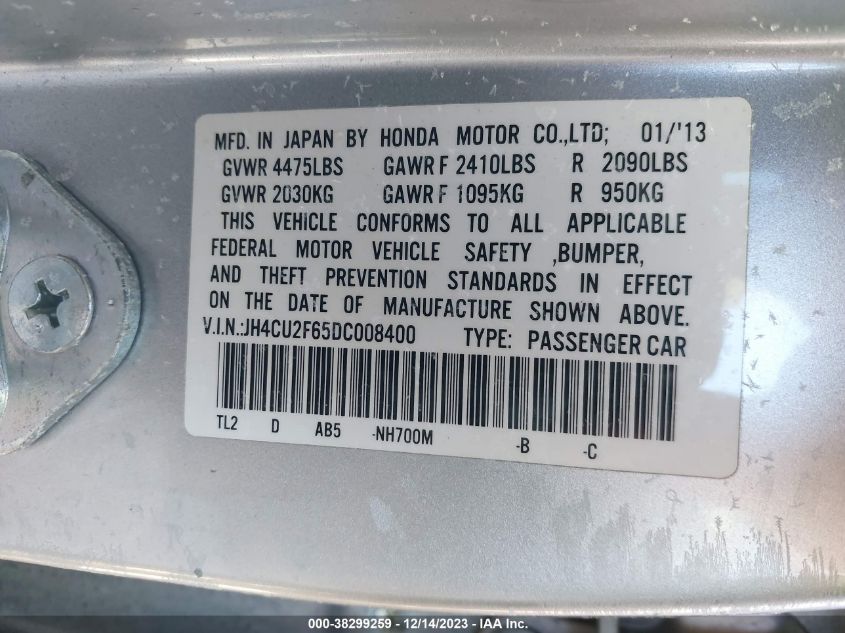 MFD. IN JAPAN BY HONDA MOTOR CO.,LTD; 01/'13
GVWR 4475LBS GAWR F 2410LBS R 2090LBS
GVWR 2030KG GAWR F 1095KG R 950KG
THIS VEHICLE CONFORMS TO ALL APPLICABLE
FEDERAL MOTOR VEHICLE SAFETY ,BUMPER,
AND THEFT PREVENTION STANDARDS IN EFFECT
ON THE DATE OF MANUFACTURE SHOWN ABOVE.
V.I.N.:JH4CU2F65DC008400 TYPE: PASSENGER CAR
TL2 D AB5 -NH700M -B -C
000-38299259 - 12/14/2023 - IAA Inc.